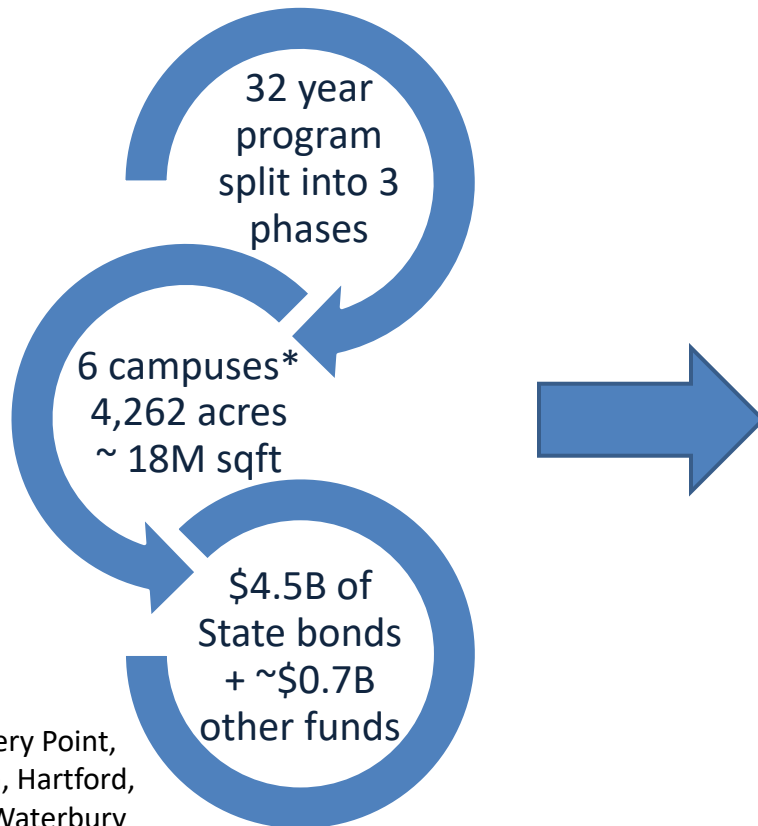 32 year
program
split into 3
phases
6 campuses*
4,262 acres
~ 18M sqft
$4.5B of
State bonds
+ ~$0.7B
other funds
ery Point,
, Hartford,
Waterbury